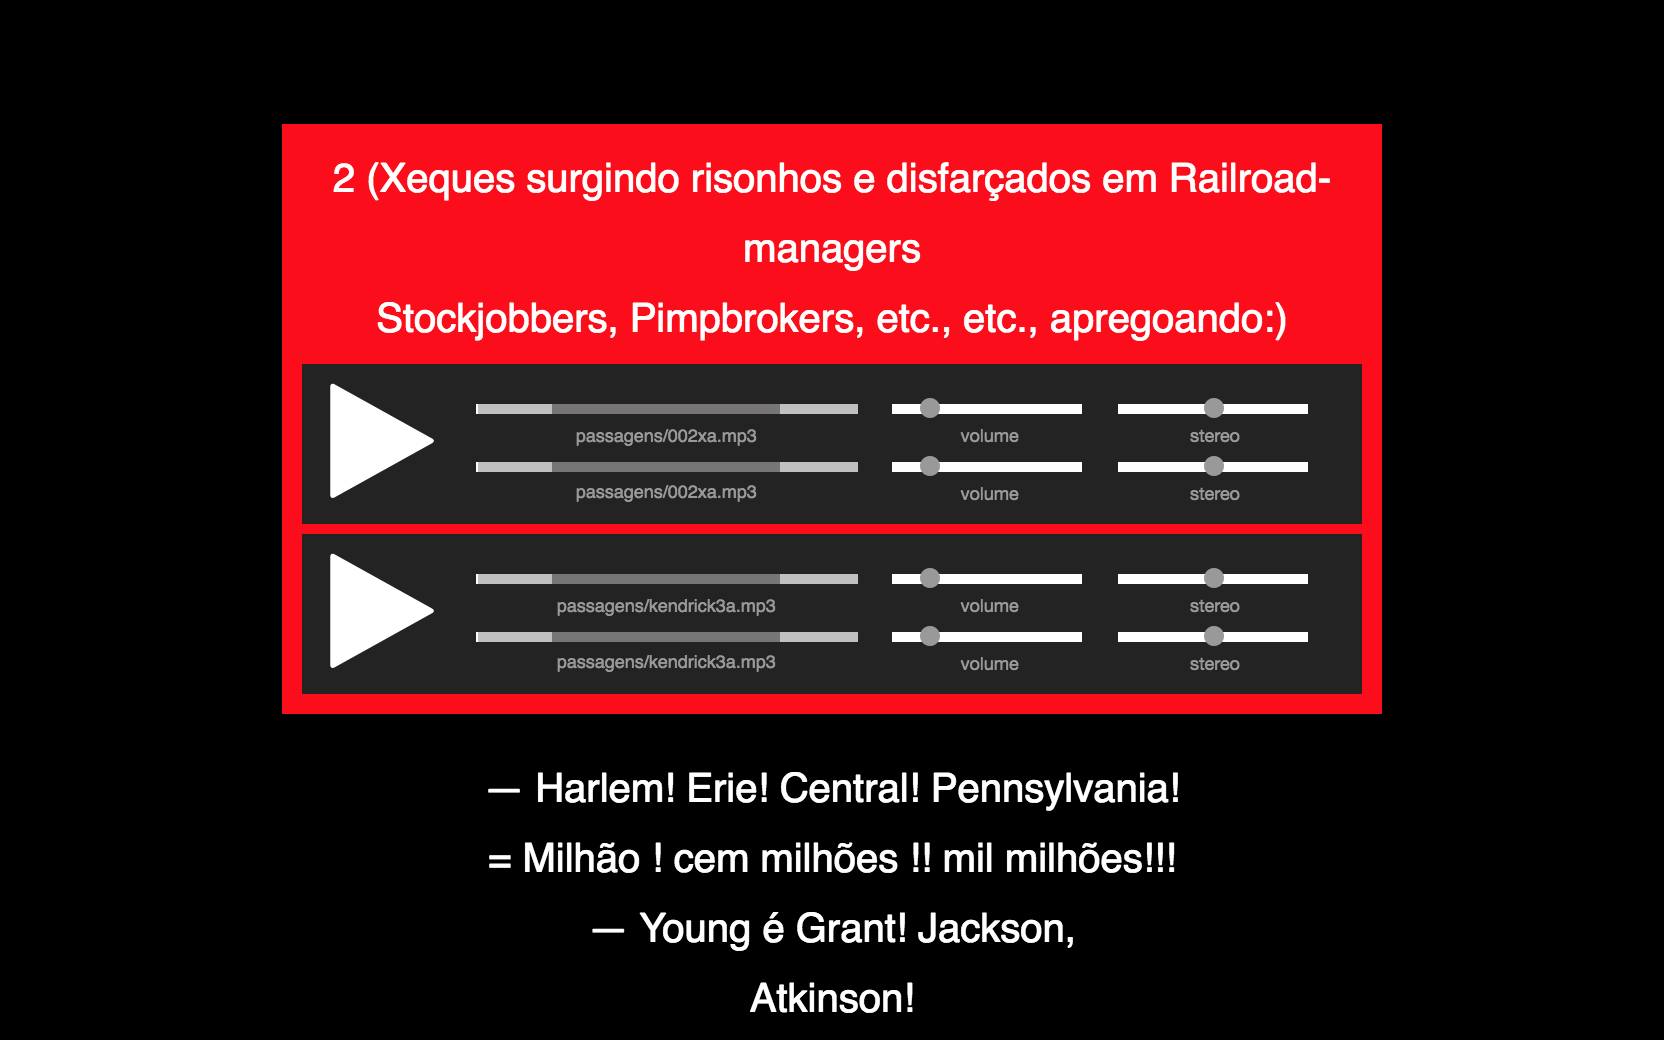 2 (Xeques surgindo risonhos e disfarçados em Railroad-
managers
Stockjobbers, Pimpbrokers, etc., etc., apregoando:)
passagens/002xa.mp3
volume
stereo
passagens/002xa.mp3
volume
stereo
passagens/kendrick3a.mp3
volume
stereo
passagens/kendrick3a.mp3
volume
stereo
— Harlem! Erie! Central! Pennsylvania!
= Milhão ! cem milhões !! mil milhões!!!
— Young é Grant! Jackson,
Atkinson!